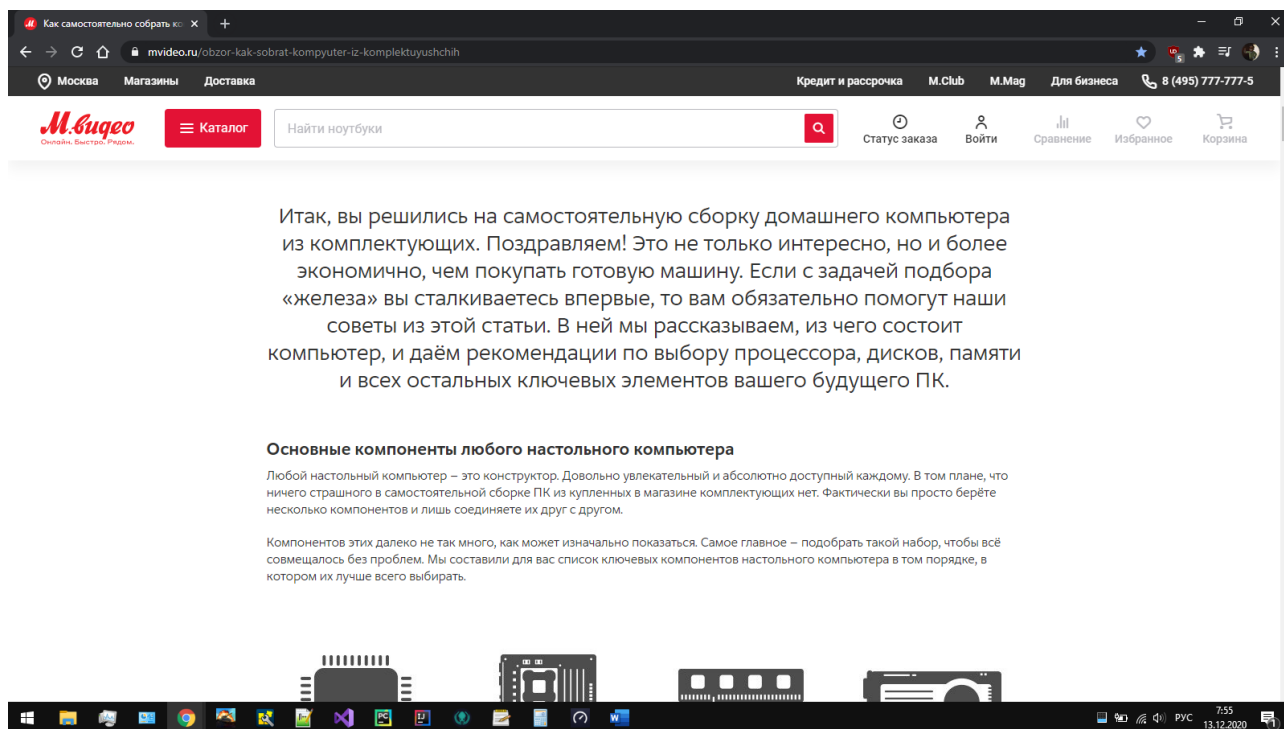 Как самостоятельно собрать ко
mvideo.ru/obzor-kak-sobrat-kompyuter-iz-komplektuyushchih
Москва Магазины Доставка Кредит и рассрочка M.Club M.Mag Для бизнеса 8 (495) 777-777-5
М.видео
Онлайн. Быстро. Рядом.
Каталог
Найти ноутбуки
Статус заказа Войти Сравнение Избранное Корзина
Итак, вы решились на самостоятельную сборку домашнего компьютера
из комплектующих. Поздравляем! Это не только интересно, но и более
экономично, чем покупать готовую машину. Если с задачей подбора
«железа» вы сталкиваетесь впервые, то вам обязательно помогут наши
советы из этой статьи. В ней мы рассказываем, из чего состоит
компьютер, и даём рекомендации по выбору процессора, дисков, памяти
и всех остальных ключевых элементов вашего будущего ПК.
Основные компоненты любого настольного компьютера
Любой настольный компьютер – это конструктор. Довольно увлекательный и абсолютно доступный каждому. В том плане, что
ничего страшного в самостоятельной сборке ПК из купленных в магазине комплектующих нет. Фактически вы просто берёте
несколько компонентов и лишь соединяете их друг с другом.
Компонентов этих далеко не так много, как может изначально показаться. Самое главное – подобрать такой набор, чтобы всё
совмещалось без проблем. Мы составили для вас список ключевых компонентов настольного компьютера в том порядке, в
котором их лучше всего выбирать.
РУС
7:55
13.12.2020